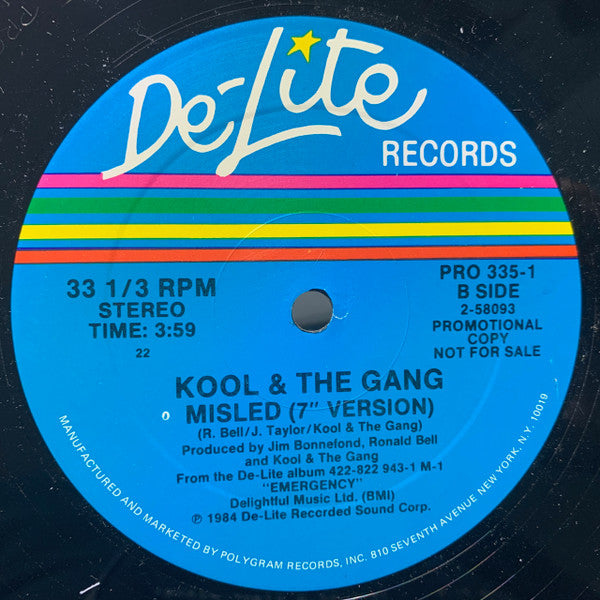 De-Lite
RECORDS
33 1/3 RPM
STEREO
TIME: 3:59
22
PRO 335-1
B SIDE
2-58093
PROMOTIONAL
COPY
NOT FOR SALE
KOOL & THE GANG
MISLED (7" VERSION)
(R. Bell/J. Taylor/Kool & The Gang)
Produced by Jim Bonnelond, Ronald Bell
and Kool & The Gang
From the De-Lite album 422-822 943-1 M-1
"EMERGENCY"
Delightful Music Ltd. (BMI)
℗ 1984 De-Lite Recorded Sound Corp.
MANUFACTURED AND MARKETED BY POLYGRAM RECORDS, INC. 810 SEVENTH AVENUE NEW YORK, N.Y. 10019